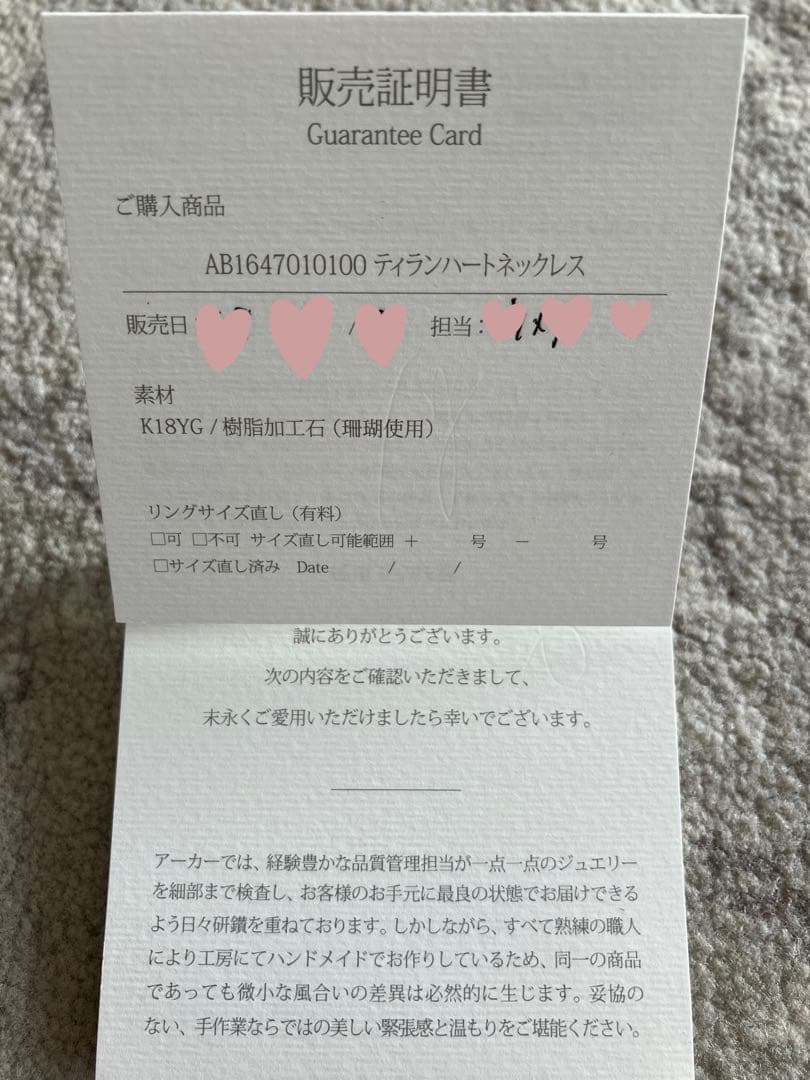 販売証明書
Guarantee Card
ご購入商品
AB1647010100 ティランハートネックレス
販売日 / 担当:
素材
K18YG / 樹脂加工石（珊瑚使用）
リングサイズ直し（有料）
□可 □不可 サイズ直し可能範囲 ＋ 号 － 号
□サイズ直し済み Date / /
誠にありがとうございます。
次の内容をご確認いただきまして、
末永くご愛用いただけましたら幸いでございます。
アーカーでは、経験豊かな品質管理担当が一点一点のジュエリー
を細部まで検査し、お客様のお手元に最良の状態でお届けできる
よう日々研鑽を重ねております。しかしながら、すべて熟練の職人
により工房にてハンドメイドでお作りしているため、同一の商品
であっても微小な風合いの差異は必然的に生じます。妥協の
ない、手作業ならではの美しい緊張感と温もりをご堪能ください。